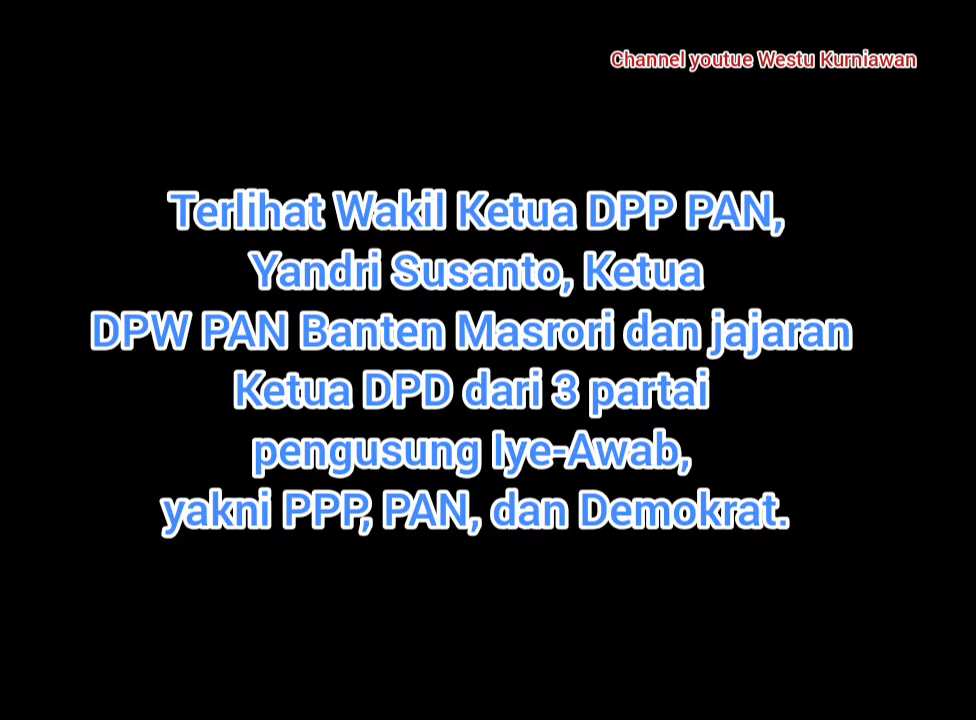 Channel youtue Westu Kurniawan
Terlihat Wakil Ketua DPP PAN,
Yandri Susanto, Ketua
DPW PAN Banten Masrori dan jajaran
Ketua DPD dari 3 partai
pengusung Iye-Awab,
yakni PPP, PAN, dan Demokrat.